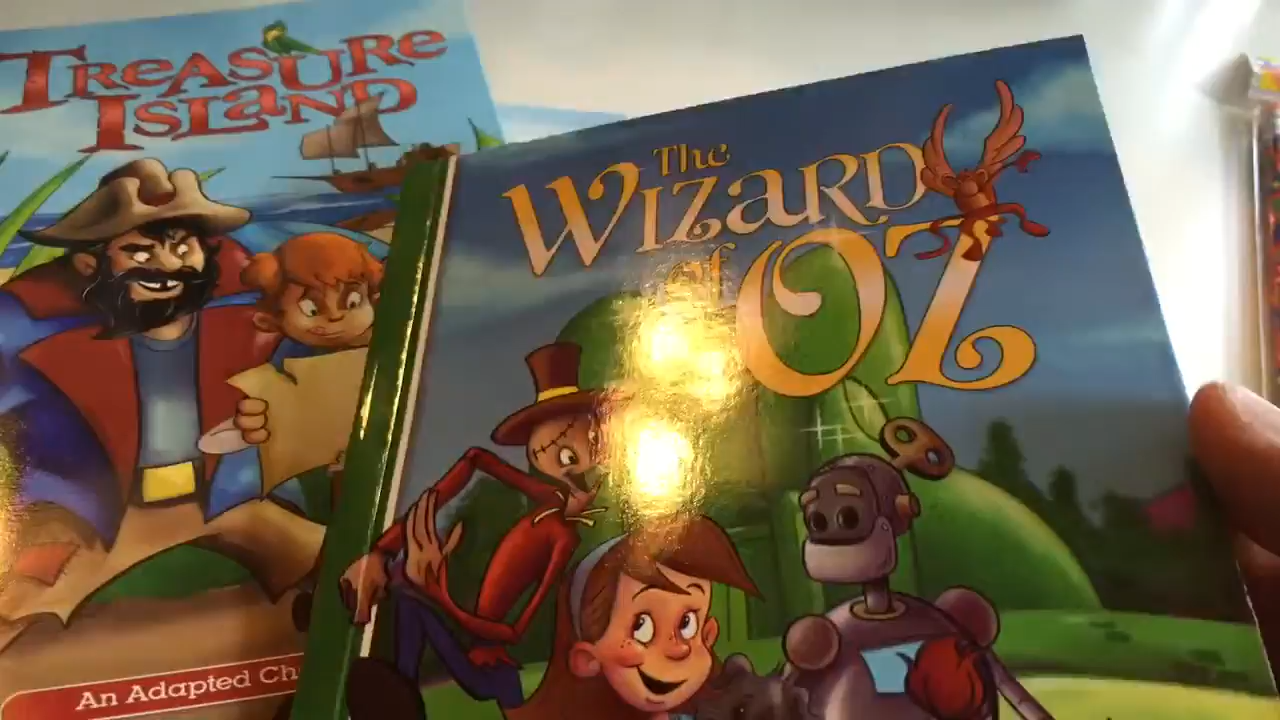 TREASURE
ISLAND
An Adapted Ch
The
WIZARD
of
OZ